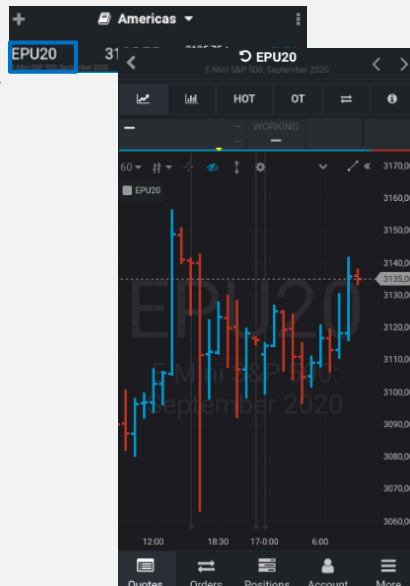 Americas
EPU20
EPU20
E-Mini S&P 500: September 2020
HOT
OT
WORKING
60
EPU20
3170,00
3160,00
3150,00
3140,00
3135,00
3130,00
3120,00
3110,00
3100,00
3090,00
3080,00
3070,00
3060,00
EPU20
E-Mini S&P 500:
September 2020
12:00
18:30
17-0:00
6:00
Quotes
Orders
Positions
Account
More